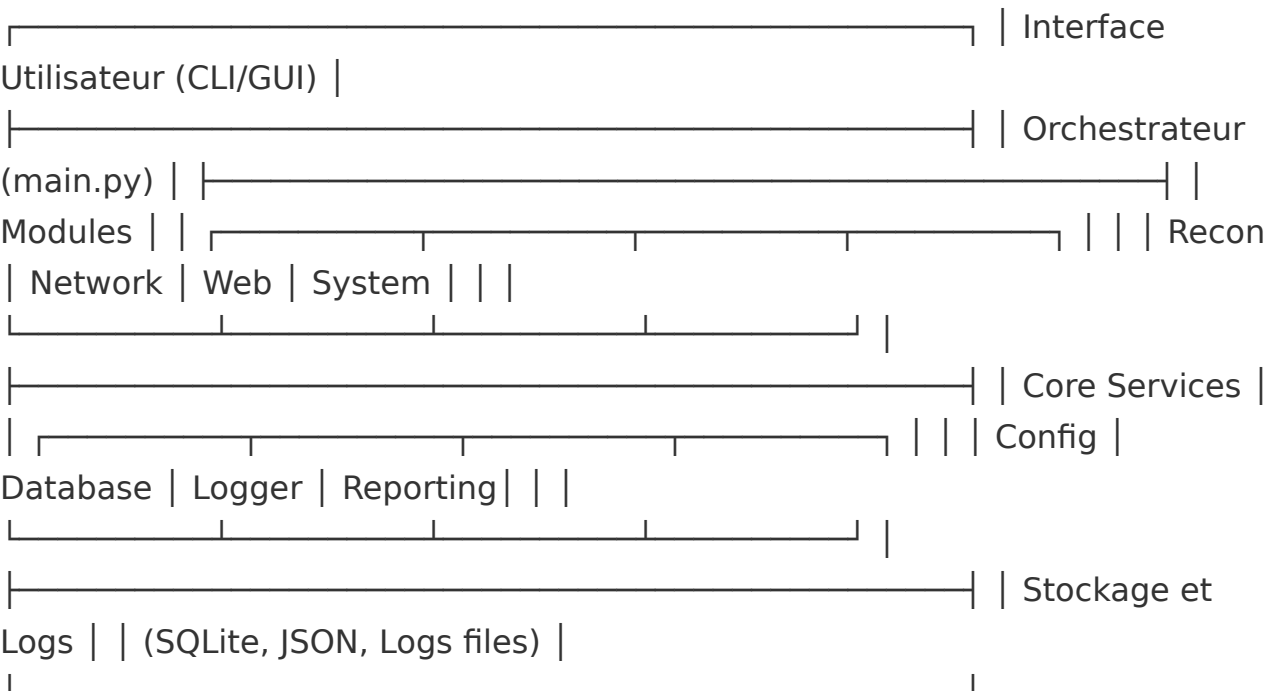 ┌─────────────────────────────────────────┐ │ Interface
Utilisateur (CLI/GUI) │
├─────────────────────────────────────────┤ │ Orchestrateur
(main.py) │ ├─────────────────────────────────────────┤ │
Modules │ │ ┌─────────┬─────────┬─────────┬─────────┐ │ │ │ Recon
│ Network │ Web │ System │ │ │
└─────────┴─────────┴─────────┴─────────┘ │
├─────────────────────────────────────────┤ │ Core Services │
│ ┌─────────┬─────────┬─────────┬─────────┐ │ │ │ Config │
Database │ Logger │ Reporting│ │ │
└─────────┴─────────┴─────────┴─────────┘ │
├─────────────────────────────────────────┤ │ Stockage et
Logs │ │ (SQLite, JSON, Logs files) │